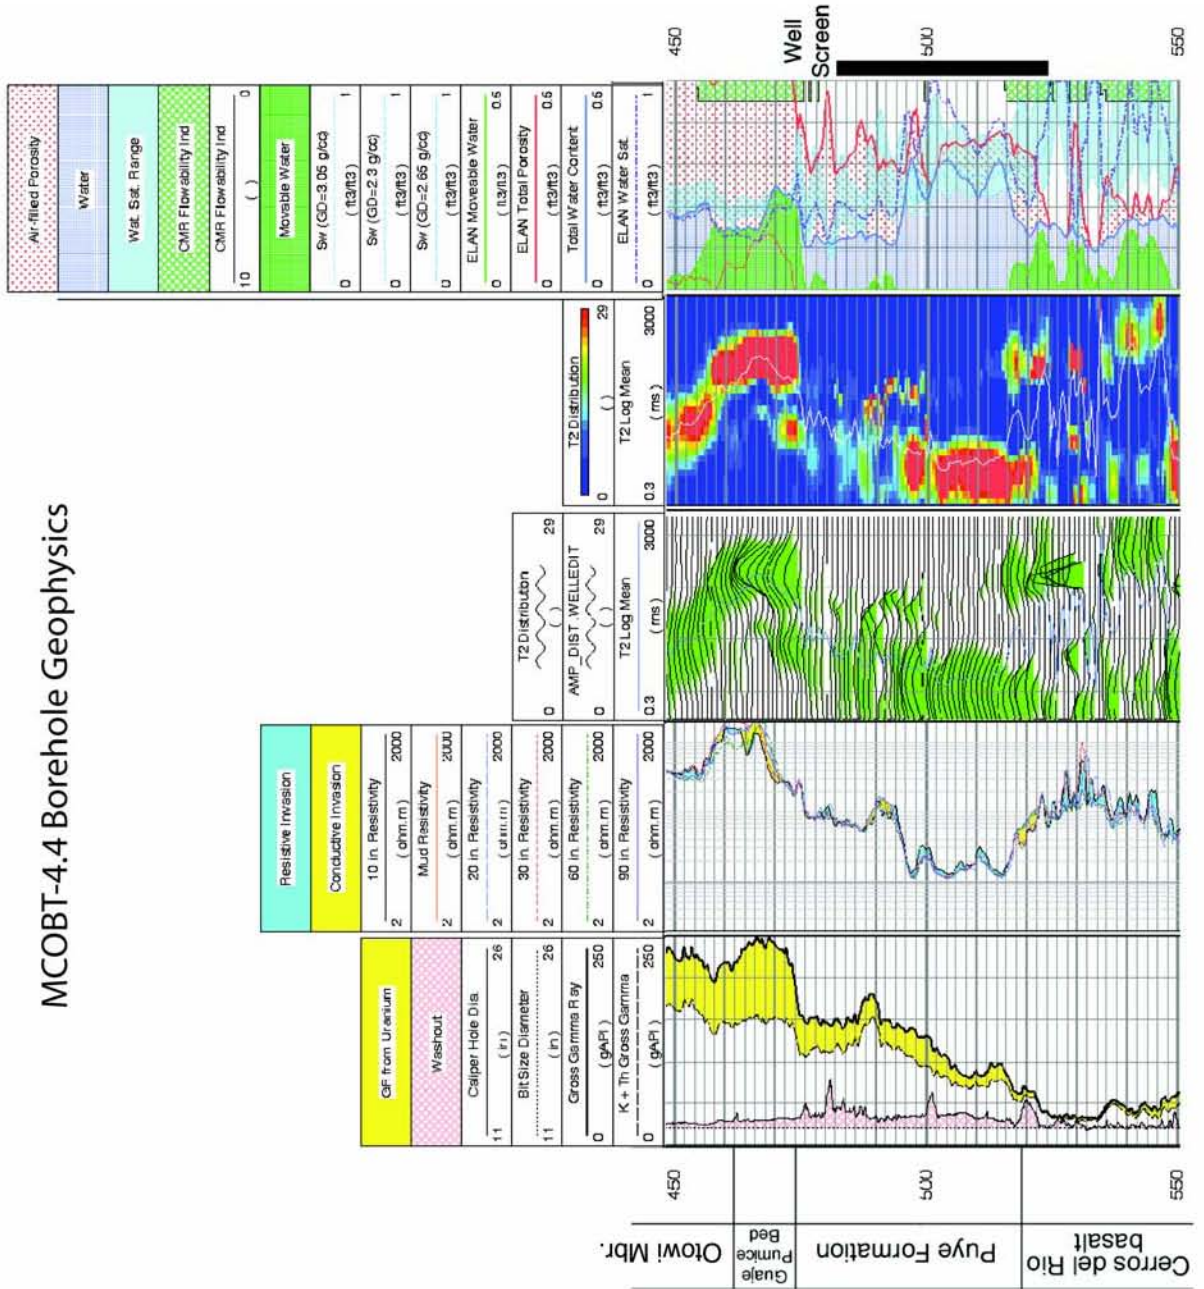 MCOBT-4.4 Borehole Geophysics
Air-filled Porosity
Water
Wat. Sat. Range
CMR Flowability Ind
CMR Flowability Ind
10 ( ) 0
Movable Water
Sw (GD=3.05 g/cc)
0 (ft3/ft3) 1
Sw (GD=2.3 g/cc)
0 (ft3/ft3) 1
Sw (GD=2.65 g/cc)
0 (ft3/ft3) 1
ELAN Moveable Water
0 (ft3/ft3) 0.6
ELAN Total Porosity
0 (ft3/ft3) 0.6
Total Water Content
0 (ft3/ft3) 0.6
ELAN Water Sat.
0 (ft3/ft3) 1
T2 Distribution
0 ( ) 29
T2 Log Mean
0.3 (ms) 3000
T2 Distribution
0 ( ) 29
AMP_DIST.WELLEDIT
0 ( ) 29
T2 Log Mean
0.3 (ms) 3000
Resistive Invasion
Conductive Invasion
10 in. Resistivity
2 (ohm.m) 2000
Mud Resistivity
2 (ohm.m) 2000
20 in. Resistivity
2 (ohm.m) 2000
30 in. Resistivity
2 (ohm.m) 2000
60 in. Resistivity
2 (ohm.m) 2000
90 in. Resistivity
2 (ohm.m) 2000
GR from Uranium
Washout
Caliper Hole Dia.
11 (in) 26
Bit Size Diameter
11 (in) 26
Gross Gamma Ray
0 (gAPI) 250
K + Th Gross Gamma
0 (gAPI) 250
450
500
550
Well
Screen
450
500
550
Otowi Mbr.
Guaje
Pumice
Bed
Puye Formation
Cerros del Rio
basalt